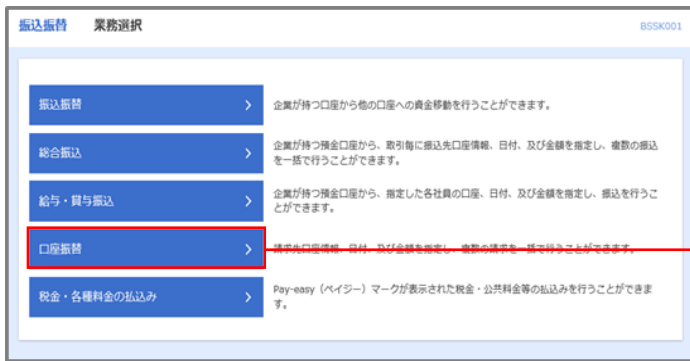 振込振替 業務選択 BSSK001
振込振替 企業が持つ口座から他の口座への資金移動を行うことができます。
総合振込 企業が持つ預金口座から、取引毎に振込先口座情報、日付、及び金額を指定し、複数の振込
を一括で行うことができます。
給与・賞与振込 企業が持つ預金口座から、指定した各社員の口座、日付、及び金額を指定し、振込を行うこ
とができます。
口座振替 請求先口座情報、日付、及び金額を指定し、複数の請求を一括で行うことができます。
税金・各種料金の払込み Pay-easy（ペイジー）マークが表示された税金・公共料金等の払込みを行うことができま
す。